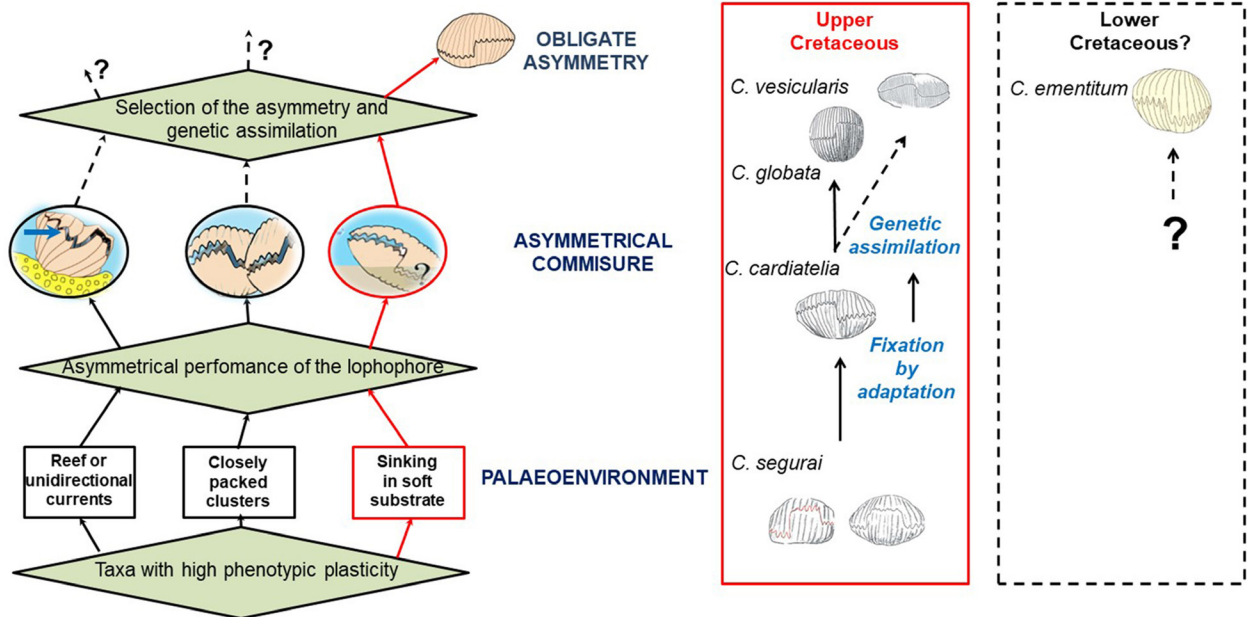 ?
?
OBLIGATE
ASYMMETRY
Selection of the asymmetry and
genetic assimilation
?
ASYMMETRICAL
COMMISURE
Asymmetrical perfomance of the lophophore
Reef or
unidirectional
currents
Closely
packed
clusters
Sinking
in soft
substrate
PALAEOENVIRONMENT
Taxa with high phenotypic plasticity
Upper
Cretaceous
C. vesicularis
C. globata
Genetic
assimilation
C. cardiatelia
Fixation
by
adaptation
C. segurai
Lower
Cretaceous?
C. ementitum
?